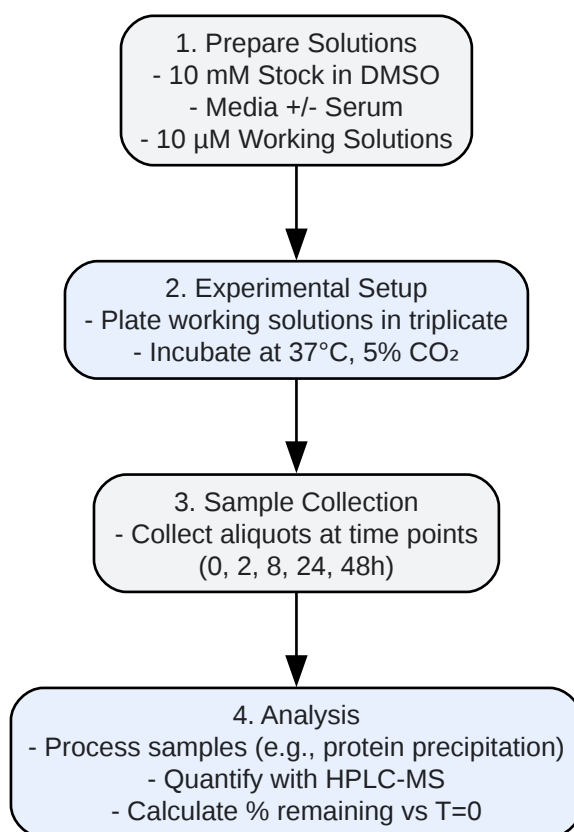 1. Prepare Solutions
- 10 mM Stock in DMSO
- Media +/- Serum
- 10 µM Working Solutions
2. Experimental Setup
- Plate working solutions in triplicate
- Incubate at 37°C, 5% CO₂
3. Sample Collection
- Collect aliquots at time points
(0, 2, 8, 24, 48h)
4. Analysis
- Process samples (e.g., protein precipitation)
- Quantify with HPLC-MS
- Calculate % remaining vs T=0